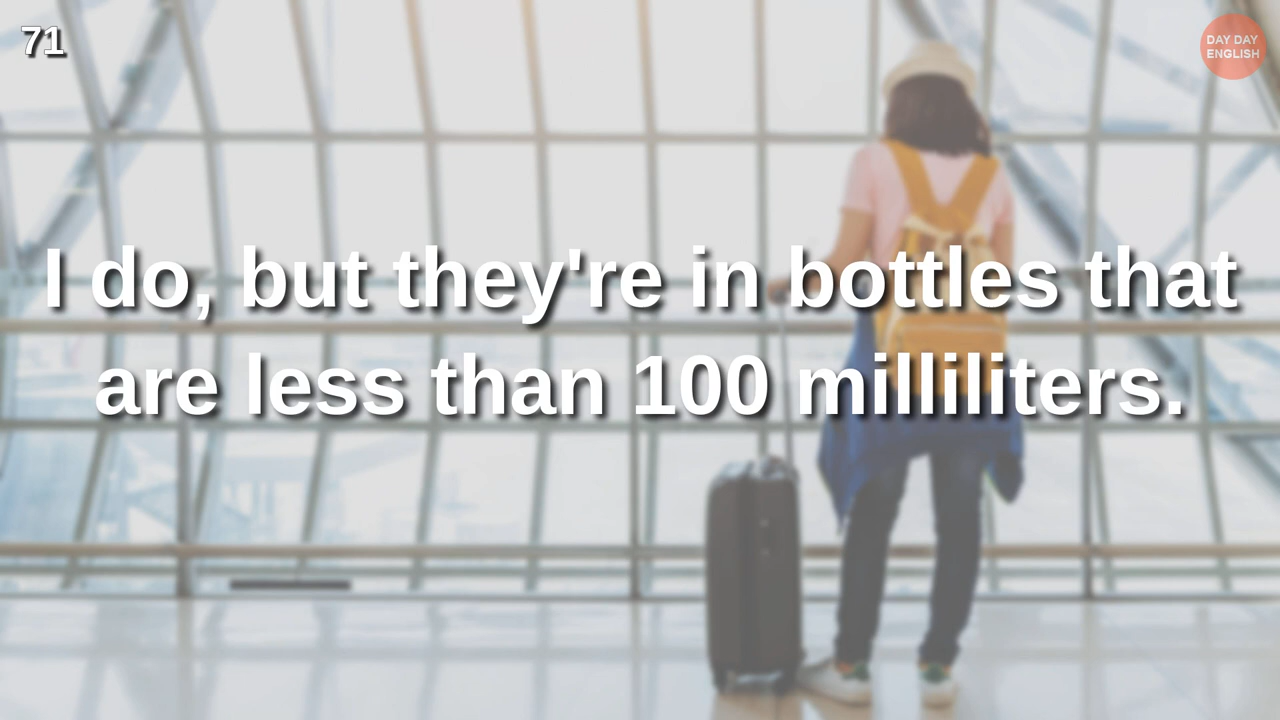 71
DAY DAY
ENGLISH
I do, but they're in bottles that
are less than 100 milliliters.